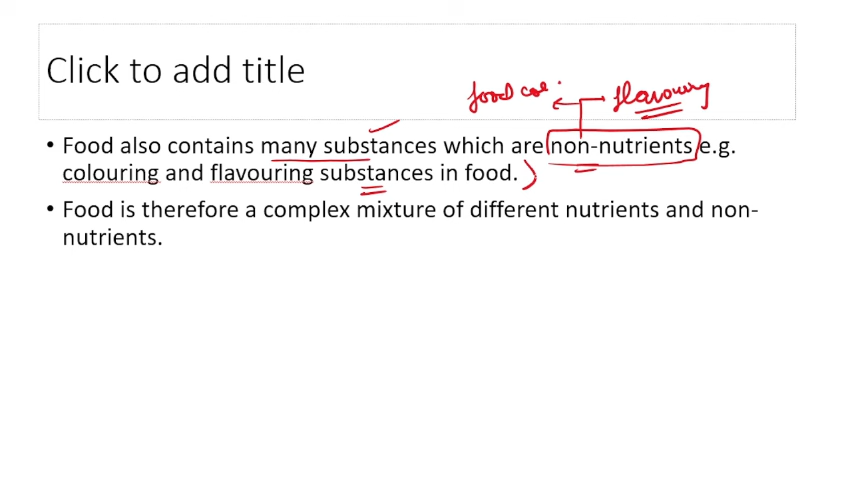 Click to add title
food col. flavoury
• Food also contains many substances which are non-nutrients e.g.
colouring and flavouring substances in food.
• Food is therefore a complex mixture of different nutrients and non-
nutrients.